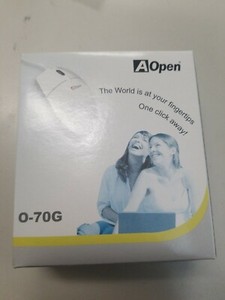 AOpen
The World is at your fingertips
One click away!
O-70G